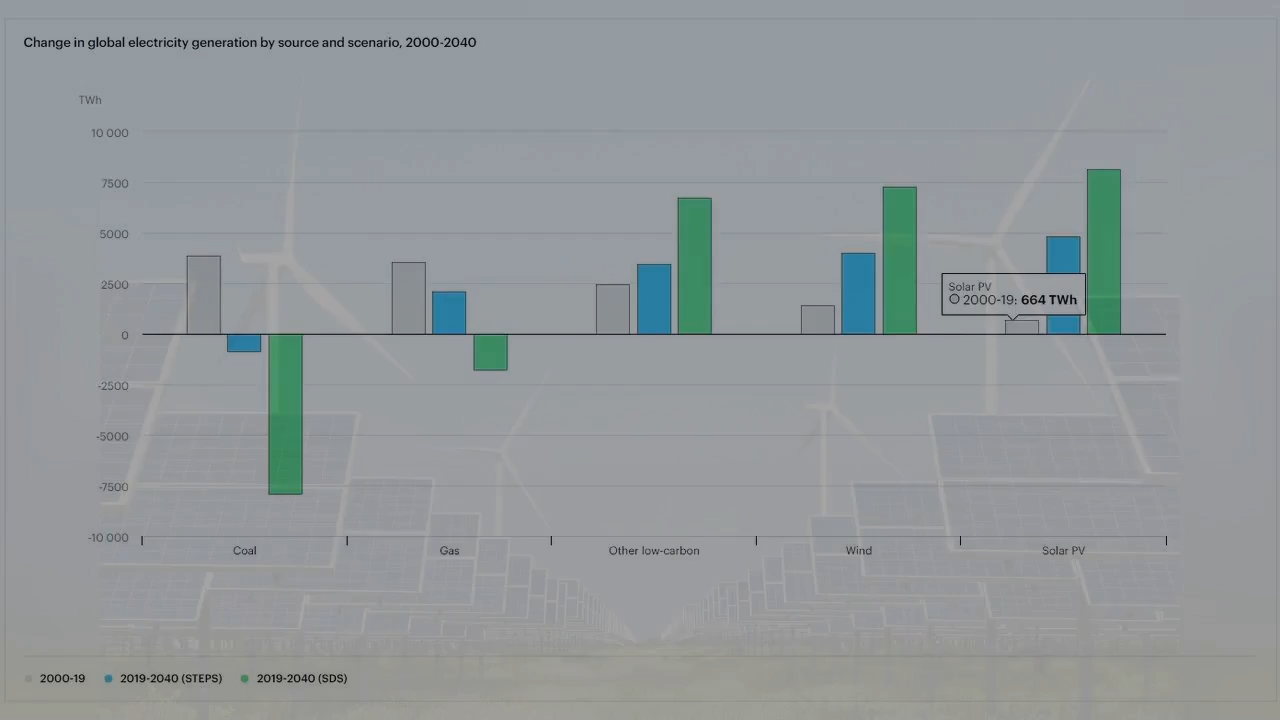 Change in global electricity generation by source and scenario, 2000-2040
TWh
10 000
7500
5000
2500
0
-2500
-5000
-7500
-10 000
Solar PV
2000-19: 664 TWh
Coal
Gas
Other low-carbon
Wind
Solar PV
2000-19
2019-2040 (STEPS)
2019-2040 (SDS)